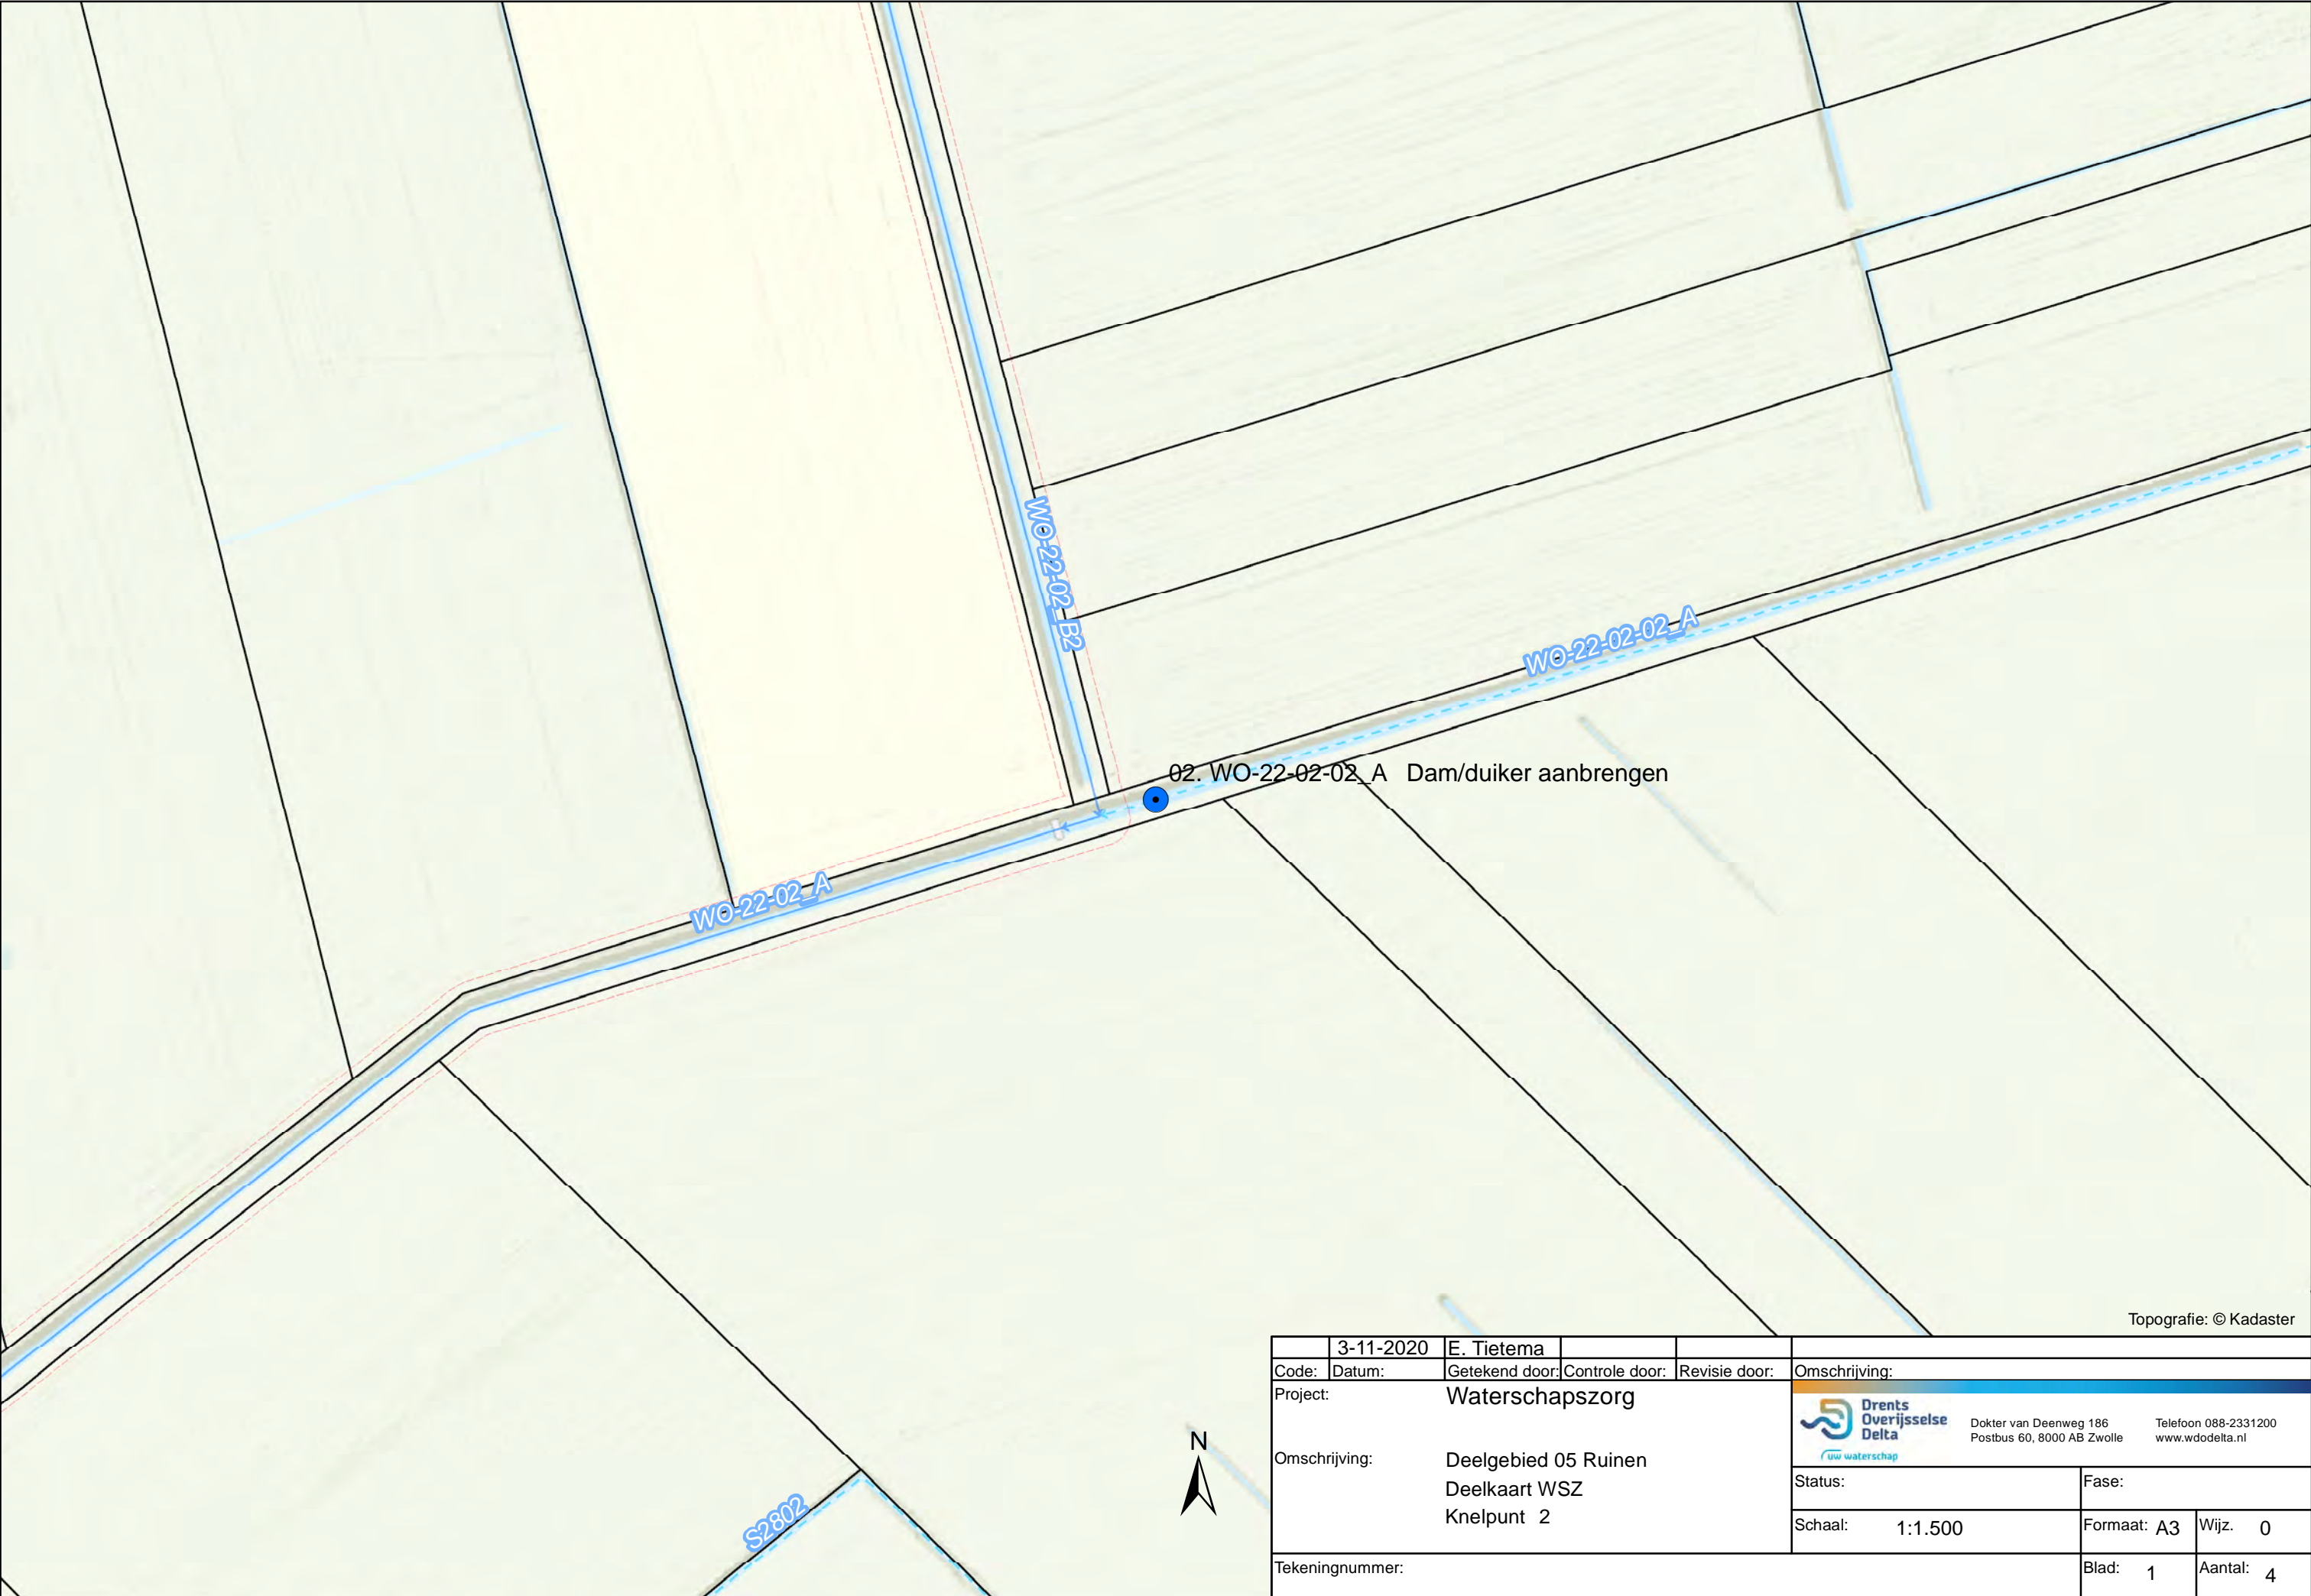 WO-22-02_B2
WO-22-02-02_A
02. WO-22-02-02_A Dam/duiker aanbrengen
WO-22-02_A
S2802
N
Topografie: © Kadaster
3-11-2020 E. Tietema
Code: Datum: Getekend door: Controle door: Revisie door: Omschrijving:
Project: Waterschapszorg
Omschrijving: Deelgebied 05 Ruinen
Deelkaart WSZ
Knelpunt 2
Tekeningnummer:
Drents
Overijsselse
Delta
uw waterschap
Dokter van Deenweg 186 Telefoon 088-2331200
Postbus 60, 8000 AB Zwolle www.wdodelta.nl
Status: Fase:
Schaal: 1:1.500 Formaat: A3 Wijz. 0
Blad: 1 Aantal: 4